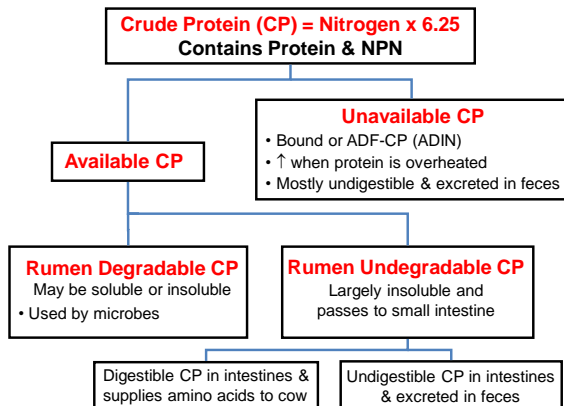 Crude Protein (CP) = Nitrogen x 6.25
Contains Protein & NPN
Unavailable CP
• Bound or ADF-CP (ADIN)
• ↑ when protein is overheated
• Mostly undigestible & excreted in feces
Available CP
Rumen Degradable CP
May be soluble or insoluble
• Used by microbes
Rumen Undegradable CP
Largely insoluble and
passes to small intestine
Digestible CP in intestines &
supplies amino acids to cow
Undigestible CP in intestines
& excreted in feces